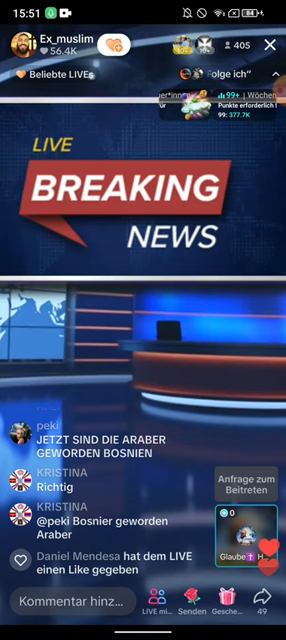 15:51
84
Ex_muslim
56.4K
405
Beliebte LIVEs
Folge ich“
99+ | Wöchen
Punkte erforderlich
99: 377.7K
LIVE
BREAKING
NEWS
peki
JETZT SIND DIE ARABER
GEWORDEN BOSNIEN
KRISTINA
Richtig
KRISTINA
@peki Bosnier geworden
Araber
Daniel Mendesa hat dem LIVE
einen Like gegeben
Anfrage zum
Beitreten
0
Glaube✝️ H...
Kommentar hinz...
LIVE mi...
Senden
Gesche...
49